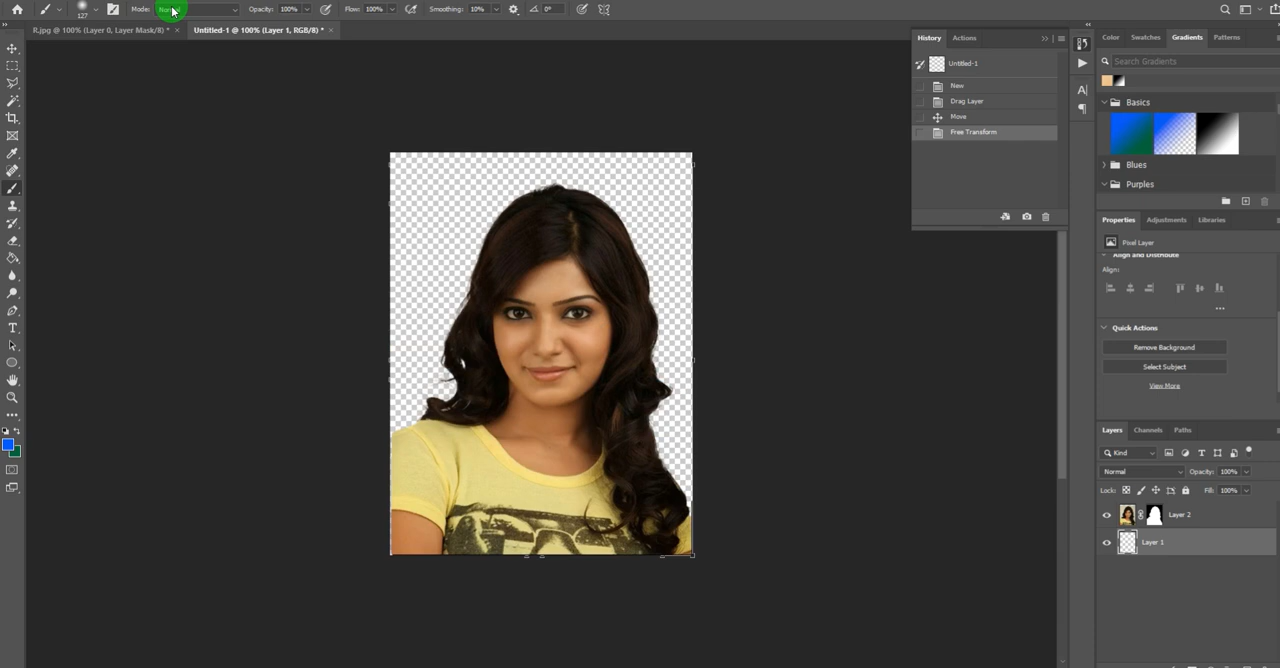 127
Mode: Normal
Opacity: 100%
Flow: 100%
Smoothing: 10%
0°
R.jpg @ 100% (Layer 0, Layer Mask/8) * ×
Untitled-1 @ 100% (Layer 1, RGB/8) * ×
History
Actions
Untitled-1
New
Drag Layer
Move
Free Transform
Color
Swatches
Gradients
Patterns
Search Gradients
Basics
Blues
Purples
Properties
Adjustments
Libraries
Pixel Layer
Align and Distribute
Align:
Quick Actions
Remove Background
Select Subject
View More
Layers
Channels
Paths
Kind
Normal
Opacity: 100%
Lock:
Fill: 100%
Layer 2
Layer 1